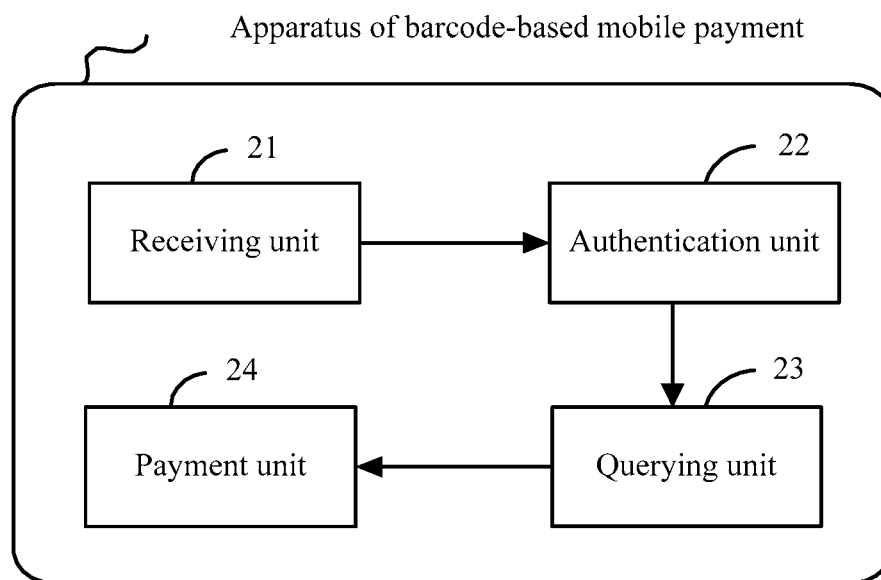 Apparatus of barcode-based mobile payment
21
22
Receiving unit
Authentication unit
24
23
Payment unit
Querying unit